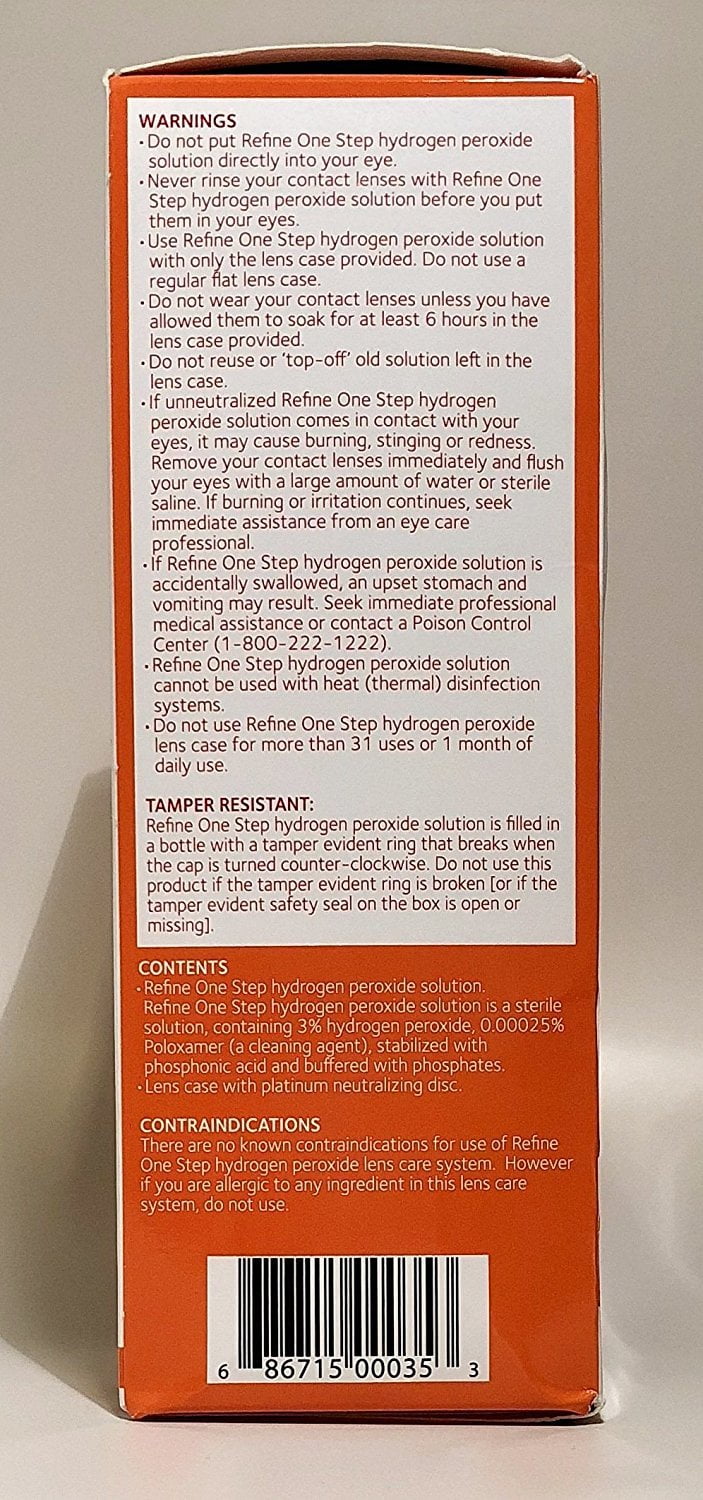 WARNINGS
· Do not put Refine One Step hydrogen peroxide
solution directly into your eye.
· Never rinse your contact lenses with Refine One
Step hydrogen peroxide solution before you put
them in your eyes.
· Use Refine One Step hydrogen peroxide solution
with only the lens case provided. Do not use a
regular flat lens case.
· Do not wear your contact lenses unless you have
allowed them to soak for at least 6 hours in the
lens case provided.
· Do not reuse or ‘top-off’ old solution left in the
lens case.
· If unneutralized Refine One Step hydrogen
peroxide solution comes in contact with your
eyes, it may cause burning, stinging or redness.
Remove your contact lenses immediately and flush
your eyes with a large amount of water or sterile
saline. If burning or irritation continues, seek
immediate assistance from an eye care
professional.
· If Refine One Step hydrogen peroxide solution is
accidentally swallowed, an upset stomach and
vomiting may result. Seek immediate professional
medical assistance or contact a Poison Control
Center (1-800-222-1222).
· Refine One Step hydrogen peroxide solution
cannot be used with heat (thermal) disinfection
systems.
· Do not use Refine One Step hydrogen peroxide
lens case for more than 31 uses or 1 month of
daily use.
TAMPER RESISTANT:
Refine One Step hydrogen peroxide solution is filled in
a bottle with a tamper evident ring that breaks when
the cap is turned counter-clockwise. Do not use this
product if the tamper evident ring is broken [or if the
tamper evident safety seal on the box is open or
missing].
CONTENTS
· Refine One Step hydrogen peroxide solution.
Refine One Step hydrogen peroxide solution is a sterile
solution, containing 3% hydrogen peroxide, 0.00025%
Poloxamer (a cleaning agent), stabilized with
phosphonic acid and buffered with phosphates.
· Lens case with platinum neutralizing disc.
CONTRAINDICATIONS
There are no known contraindications for use of Refine
One Step hydrogen peroxide lens care system. However
if you are allergic to any ingredient in this lens care
system, do not use.
6 86715 00035 3